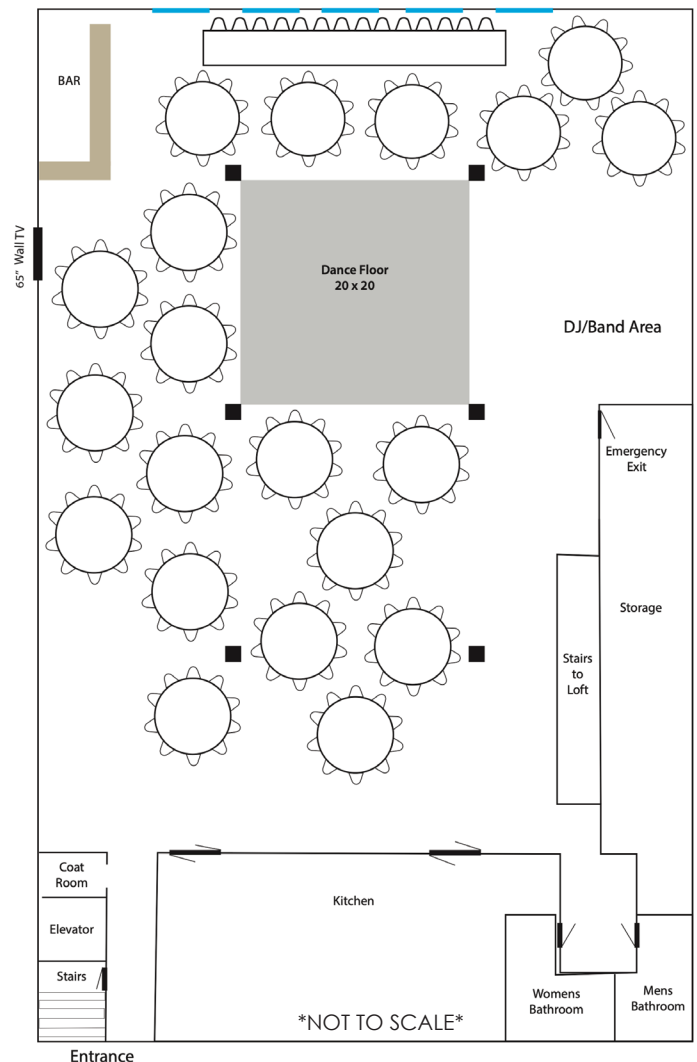 BAR
65" Wall TV
Dance Floor
20 x 20
DJ/Band Area
Emergency
Exit
Storage
Stairs
to
Loft
Coat
Room
Elevator
Stairs
Kitchen
Womens
Bathroom
Mens
Bathroom
*NOT TO SCALE*
Entrance